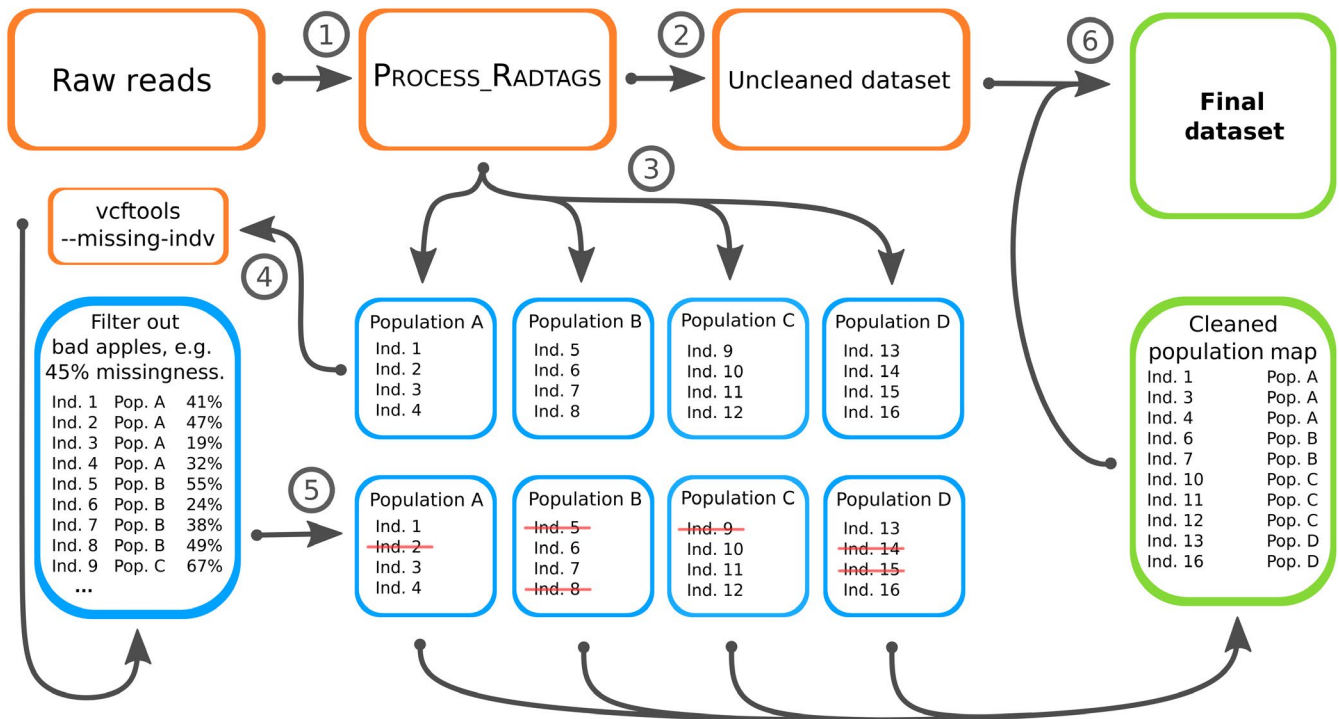 Raw reads
1
PROCESS_RADTAGS
2
Uncleaned dataset
6
Final
dataset
3
vcftools
--missing-indv
4
Filter out
bad apples, e.g.
45% missingness.
Ind. 1 Pop. A 41%
Ind. 2 Pop. A 47%
Ind. 3 Pop. A 19%
Ind. 4 Pop. A 32%
Ind. 5 Pop. B 55%
Ind. 6 Pop. B 24%
Ind. 7 Pop. B 38%
Ind. 8 Pop. B 49%
Ind. 9 Pop. C 67%
...
Population A
Ind. 1
Ind. 2
Ind. 3
Ind. 4
Population B
Ind. 5
Ind. 6
Ind. 7
Ind. 8
Population C
Ind. 9
Ind. 10
Ind. 11
Ind. 12
Population D
Ind. 13
Ind. 14
Ind. 15
Ind. 16
5
Population A
Ind. 1
Ind. 2
Ind. 3
Ind. 4
Population B
Ind. 5
Ind. 6
Ind. 7
Ind. 8
Population C
Ind. 9
Ind. 10
Ind. 11
Ind. 12
Population D
Ind. 13
Ind. 14
Ind. 15
Ind. 16
Cleaned
population map
Ind. 1 Pop. A
Ind. 3 Pop. A
Ind. 4 Pop. A
Ind. 6 Pop. B
Ind. 7 Pop. B
Ind. 10 Pop. C
Ind. 11 Pop. C
Ind. 12 Pop. C
Ind. 13 Pop. D
Ind. 16 Pop. D